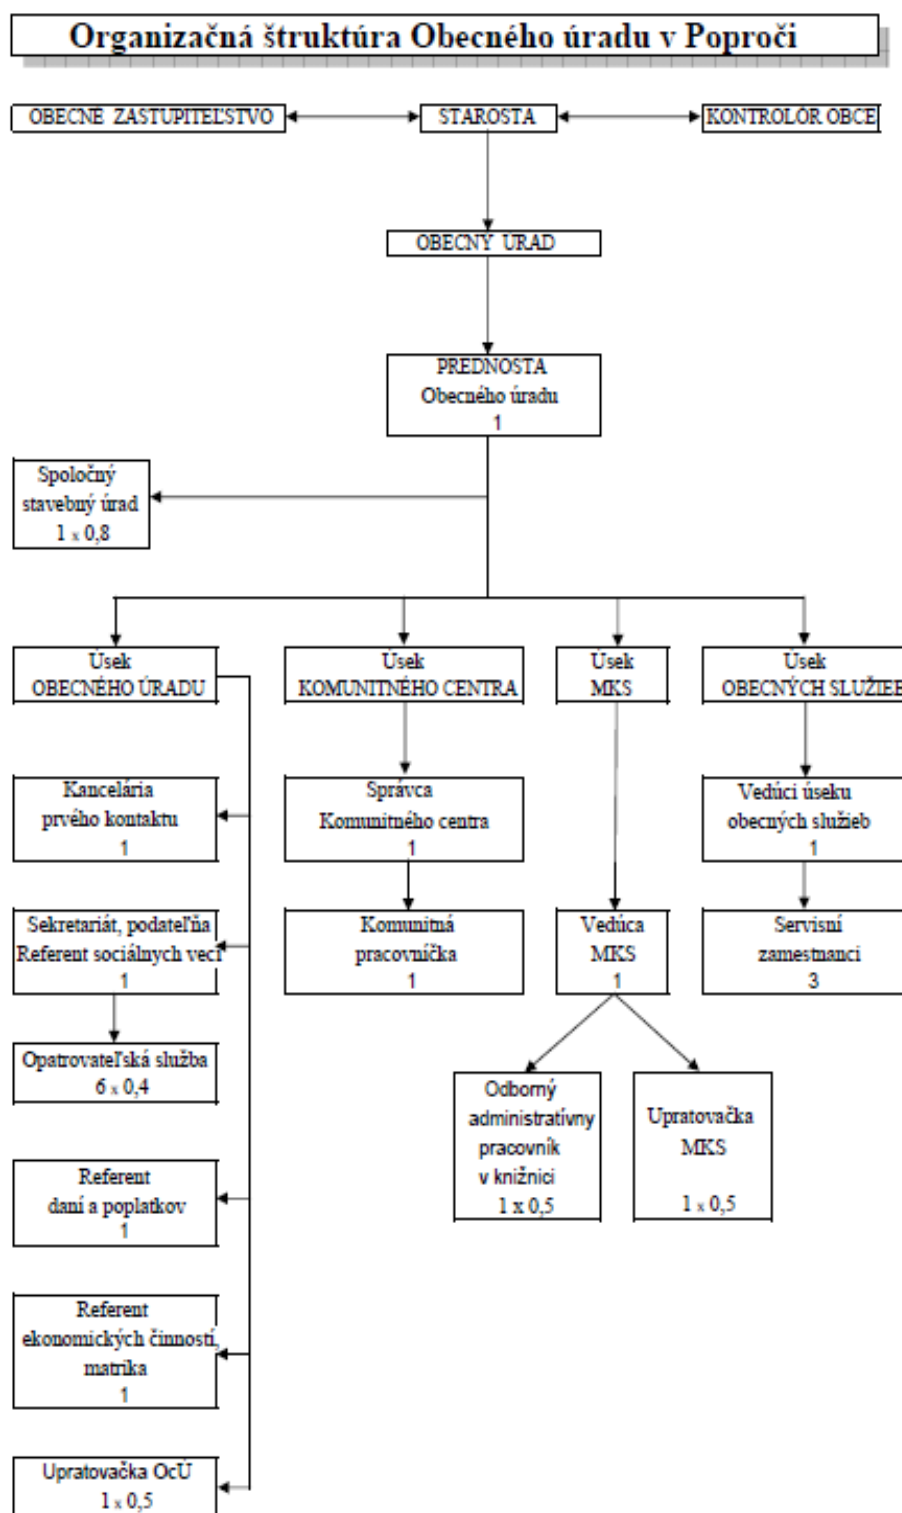 Organizačná štruktúra Obecného úradu v Poproči
OBECNÉ ZASTUPITEĽSTVO
STAROSTA
KONTROLÓR OBCE
OBECNÝ ÚRAD
PREDNOSTA
Obecného úradu
1
Spoločný
stavebný úrad
1 x 0,8
Úsek
OBECNÉHO ÚRADU
Úsek
KOMUNITNÉHO CENTRA
Úsek
MKS
Úsek
OBECNÝCH SLUŽIEB
Kancelária
prvého kontaktu
1
Správca
Komunitného centra
1
Vedúci úseku
obecných služieb
1
Sekretariát, podateľňa
Referent sociálnych vecí
1
Komunitná
pracovníčka
1
Vedúca
MKS
1
Servisní
zamestnanci
3
Opatrovateľská služba
6 x 0,4
Odborný
administratívny
pracovník
v knižnici
1 x 0,5
Upratovačka
MKS
1 x 0,5
Referent
daní a poplatkov
1
Referent
ekonomických činností,
matrika
1
Upratovačka OcÚ
1 x 0,5